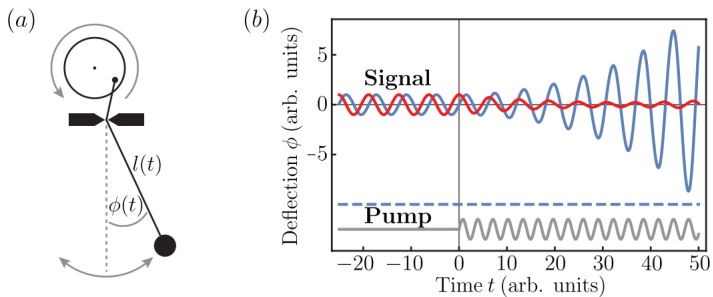 (a)
l(t)
ϕ(t)
(b)
Deflection ϕ (arb. units)
5
0
-5
Signal
Pump
−20 −10 0 10 20 30 40 50
Time t (arb. units)